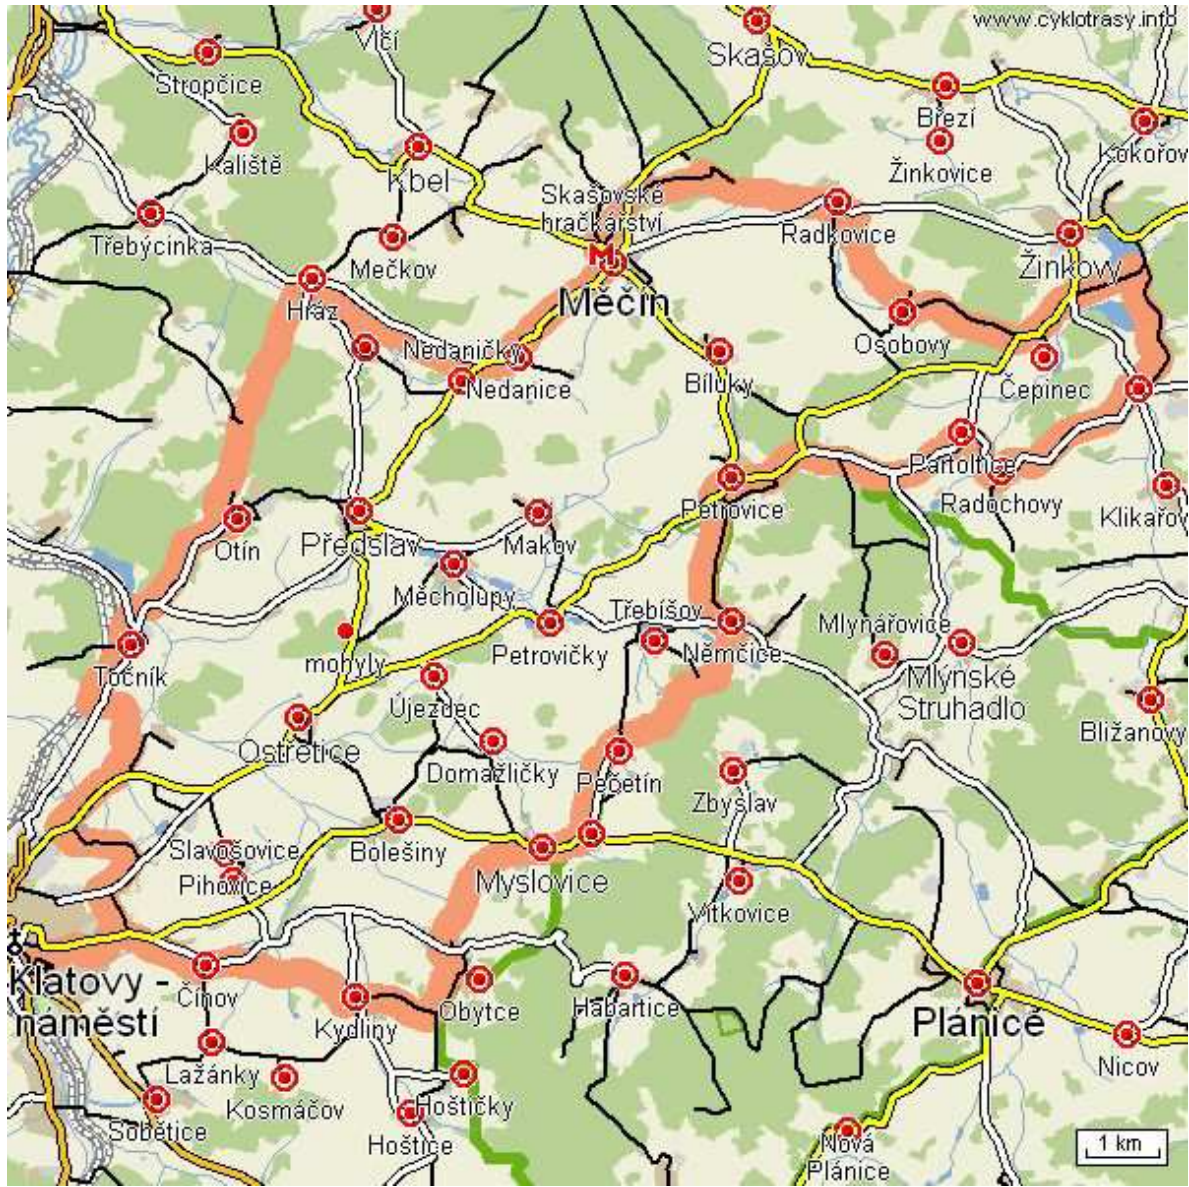 www.cyklotrasy.info
Vlčí
Skašov
Stropčice
Březí
Kokořov
Kaliště
Žinkovice
Kbel
Skašovské
hračkářství
Třebýcinka
Radkovice
Mečkov
Žinkovy
M
Hráz
Měčín
Nedaničky
Osobovy
Nedanice
Bíluky
Čepinec
Partoltice
Petrovice
Radochovy
Klikařov
Otín
Předslav
Makov
Měcholupy
Třebíšov
Mlynářovice
mohyly
Petrovičky
Němčice
Točník
Mlýnské
Struhadlo
Újezdec
Bližanovy
Ostřetice
Domažličky
Pečetín
Zbyslav
Slavošovice
Bolešiny
Pihovice
Myslovice
Vítkovice
Klatovy -
náměstí
Činov
Obytce
Habartice
Kydliny
Plánice
Lažánky
Nicov
Kosmáčov
Hoštičky
Sobětice
Hoštice
Nová
Plánice
1 km